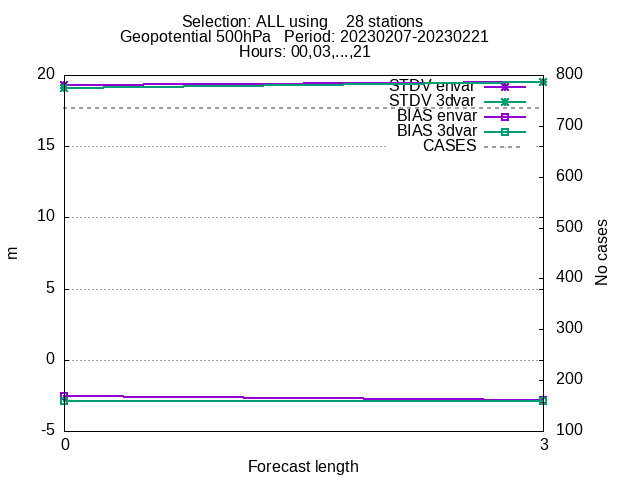 Selection: ALL using    28 stations
Geopotential 500hPa   Period: 20230207-20230221
Hours: 00,03,...,21
20
15
10
5
0
-5
m
800
700
600
500
400
300
200
100
No cases
STDV envar
STDV 3dvar
BIAS envar
BIAS 3dvar
CASES
0
3
Forecast length